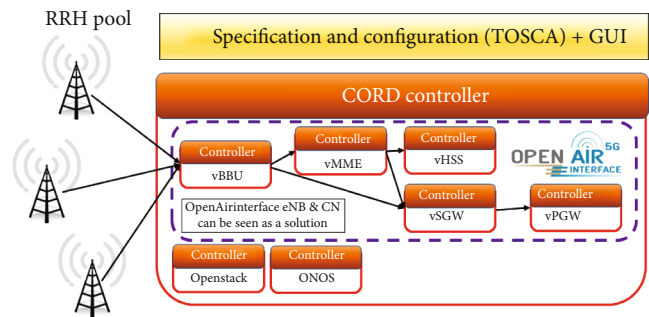 RRH pool
Specification and configuration (TOSCA) + GUI
CORD controller
Controller
vBBU
Controller
vMME
Controller
vHSS
OPEN AIR 5G
INTERFACE
Controller
vSGW
Controller
vPGW
OpenAirinterface eNB & CN
can be seen as a solution
Controller
Openstack
Controller
ONOS